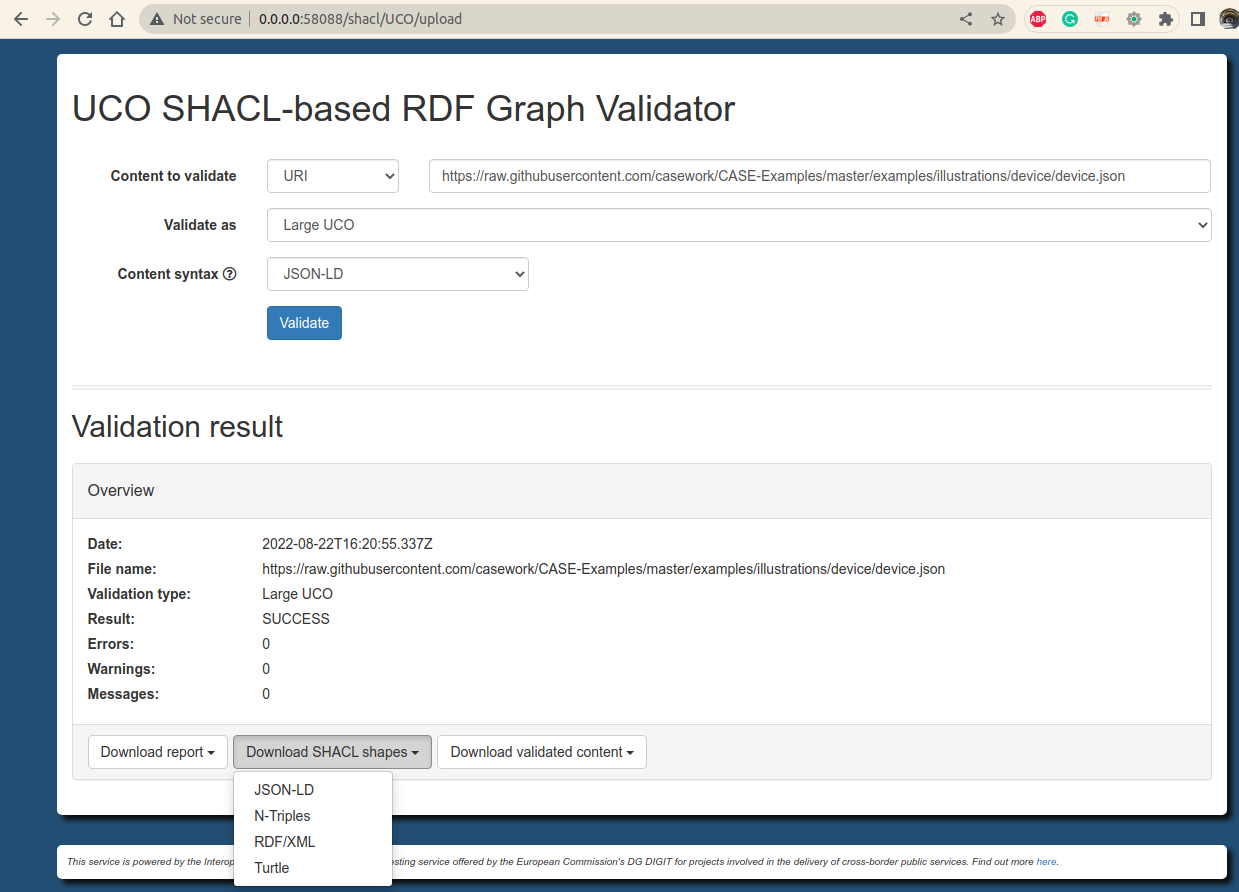 Not secure 0.0.0.0:58088/shacl/UCO/upload
ABP
UCO SHACL-based RDF Graph Validator
Content to validate URI https://raw.githubusercontent.com/casework/CASE-Examples/master/examples/illustrations/device/device.json
Validate as Large UCO
Content syntax ? JSON-LD
Validate
Validation result
Overview
Date: 2022-08-22T16:20:55.337Z
File name: https://raw.githubusercontent.com/casework/CASE-Examples/master/examples/illustrations/device/device.json
Validation type: Large UCO
Result: SUCCESS
Errors: 0
Warnings: 0
Messages: 0
Download report Download SHACL shapes Download validated content
JSON-LD
N-Triples
RDF/XML
Turtle
This service is powered by the Interop sting service offered by the European Commission's DG DIGIT for projects involved in the delivery of cross-border public services. Find out more here.